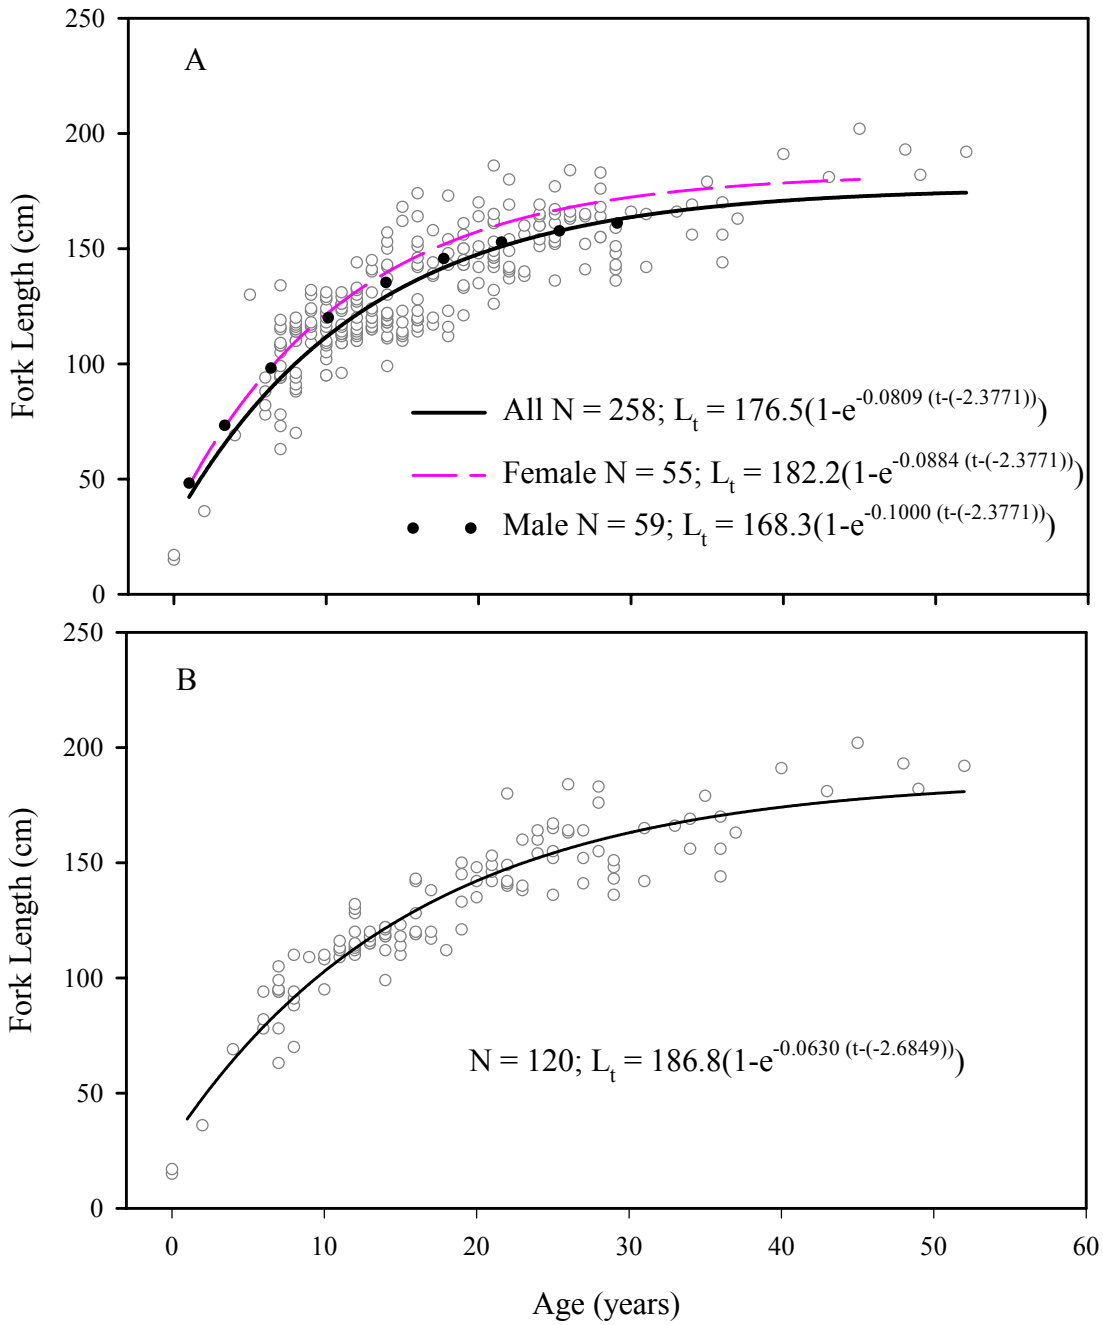 250
A
200
150
100
50
0
Fork Length (cm)
All N = 258; Lₜ = 176.5(1-e^-0.0809 (t-(-2.3771)))
Female N = 55; Lₜ = 182.2(1-e^-0.0884 (t-(-2.3771)))
Male N = 59; Lₜ = 168.3(1-e^-0.1000 (t-(-2.3771)))
250
B
200
150
100
50
0
Fork Length (cm)
N = 120; Lₜ = 186.8(1-e^-0.0630 (t-(-2.6849)))
0 10 20 30 40 50 60
Age (years)